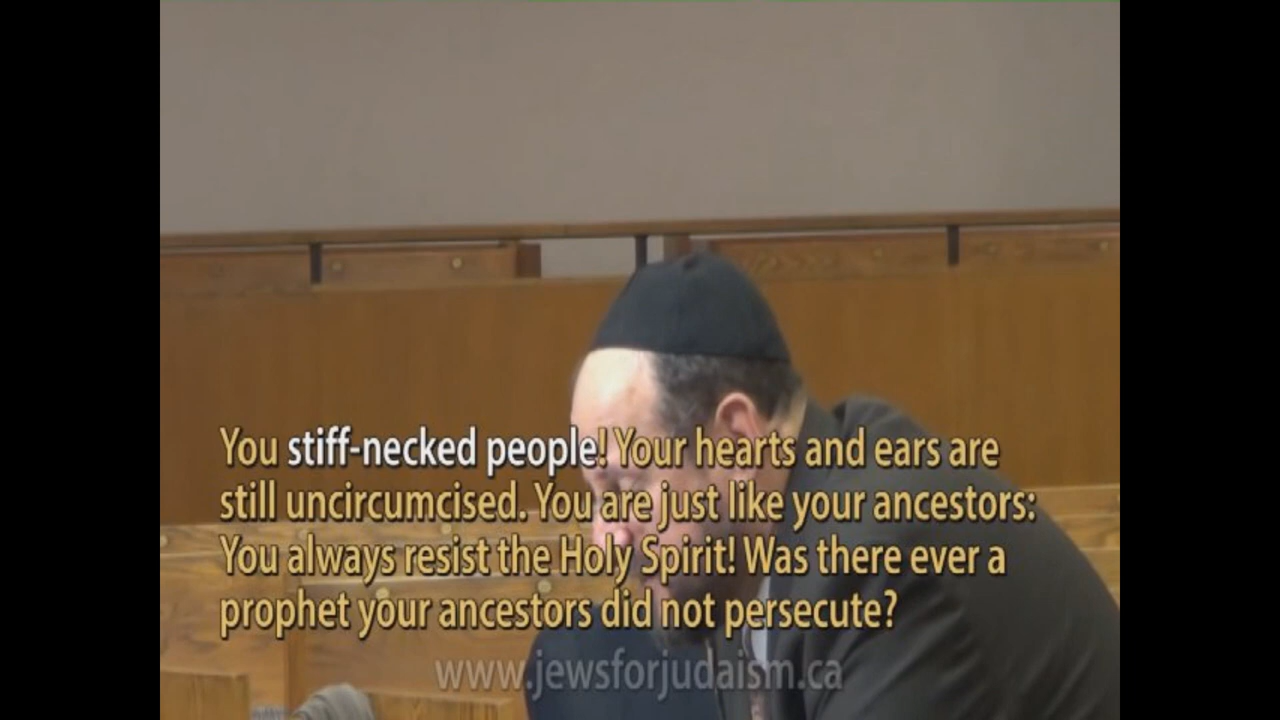 You stiff-necked people! Your hearts and ears are
still uncircumcised. You are just like your ancestors:
You always resist the Holy Spirit! Was there ever a
prophet your ancestors did not persecute?
www.jewsforjudaism.ca